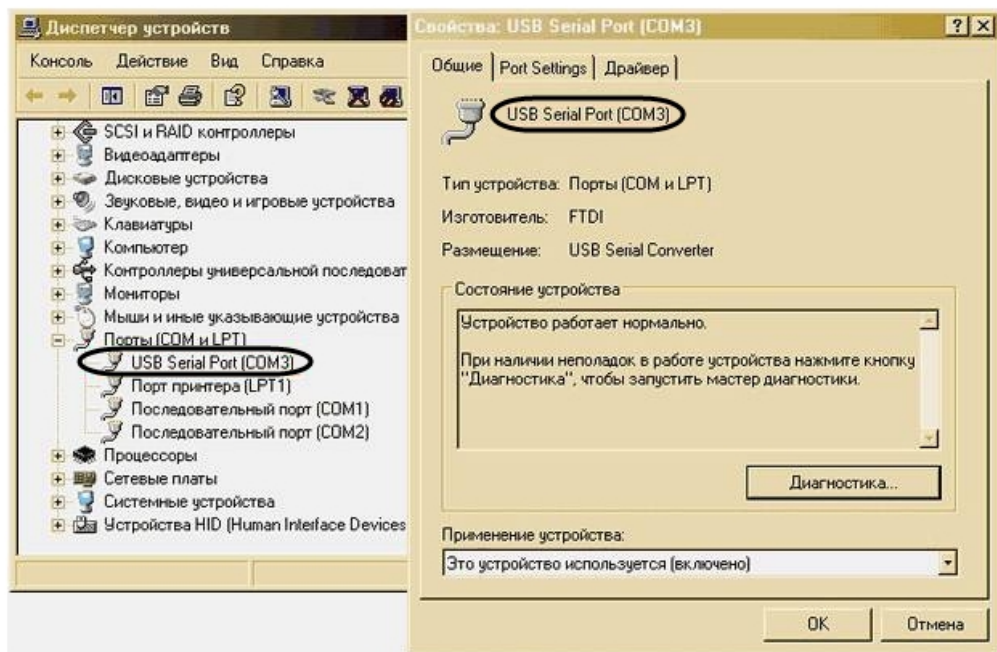 Диспетчер устройств
Консоль Действие Вид Справка
SCSI и RAID контроллеры
Видеоадаптеры
Дисковые устройства
Звуковые, видео и игровые устройства
Клавиатуры
Компьютер
Контроллеры универсальной последоват
Мониторы
Мыши и иные указывающие устройства
Порты (COM и LPT)
USB Serial Port (COM3)
Порт принтера (LPT1)
Последовательный порт (COM1)
Последовательный порт (COM2)
Процессоры
Сетевые платы
Системные устройства
Устройства HID (Human Interface Devices
Свойства: USB Serial Port (COM3)
Общие Port Settings Драйвер
USB Serial Port (COM3)
Тип устройства: Порты (COM и LPT)
Изготовитель: FTDI
Размещение: USB Serial Converter
Состояние устройства
Устройство работает нормально.
При наличии неполадок в работе устройства нажмите кнопку
"Диагностика", чтобы запустить мастер диагностики.
Диагностика...
Применение устройства:
Это устройство используется (включено)
OK Отмена